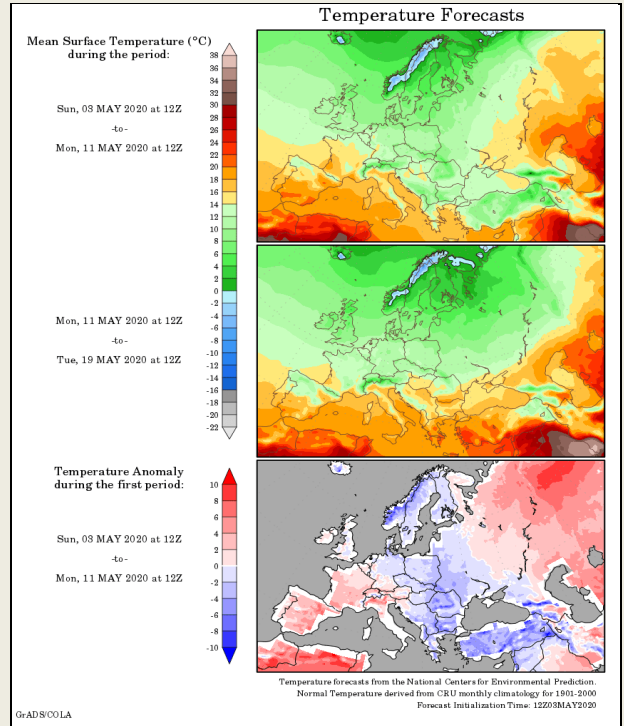 Temperature Forecasts
Mean Surface Temperature (°C)
during the period:
38
36
34
32
30
28
26
24
22
20
18
16
14
12
10
8
6
4
2
0
-2
-4
-6
-8
-10
-12
-14
-16
-18
-20
-22
Sun, 03 MAY 2020 at 12Z
-to-
Mon, 11 MAY 2020 at 12Z
Mon, 11 MAY 2020 at 12Z
-to-
Tue, 19 MAY 2020 at 12Z
Temperature Anomaly
during the first period:
10
8
6
4
2
0
-2
-4
-6
-8
-10
Sun, 03 MAY 2020 at 12Z
-to-
Mon, 11 MAY 2020 at 12Z
Temperature forecasts from the National Centers for Environmental Prediction.
Normal Temperature derived from CRU monthly climatology for 1901-2000
Forecast Initialization Time: 12Z03MAY2020
GrADS/COLA